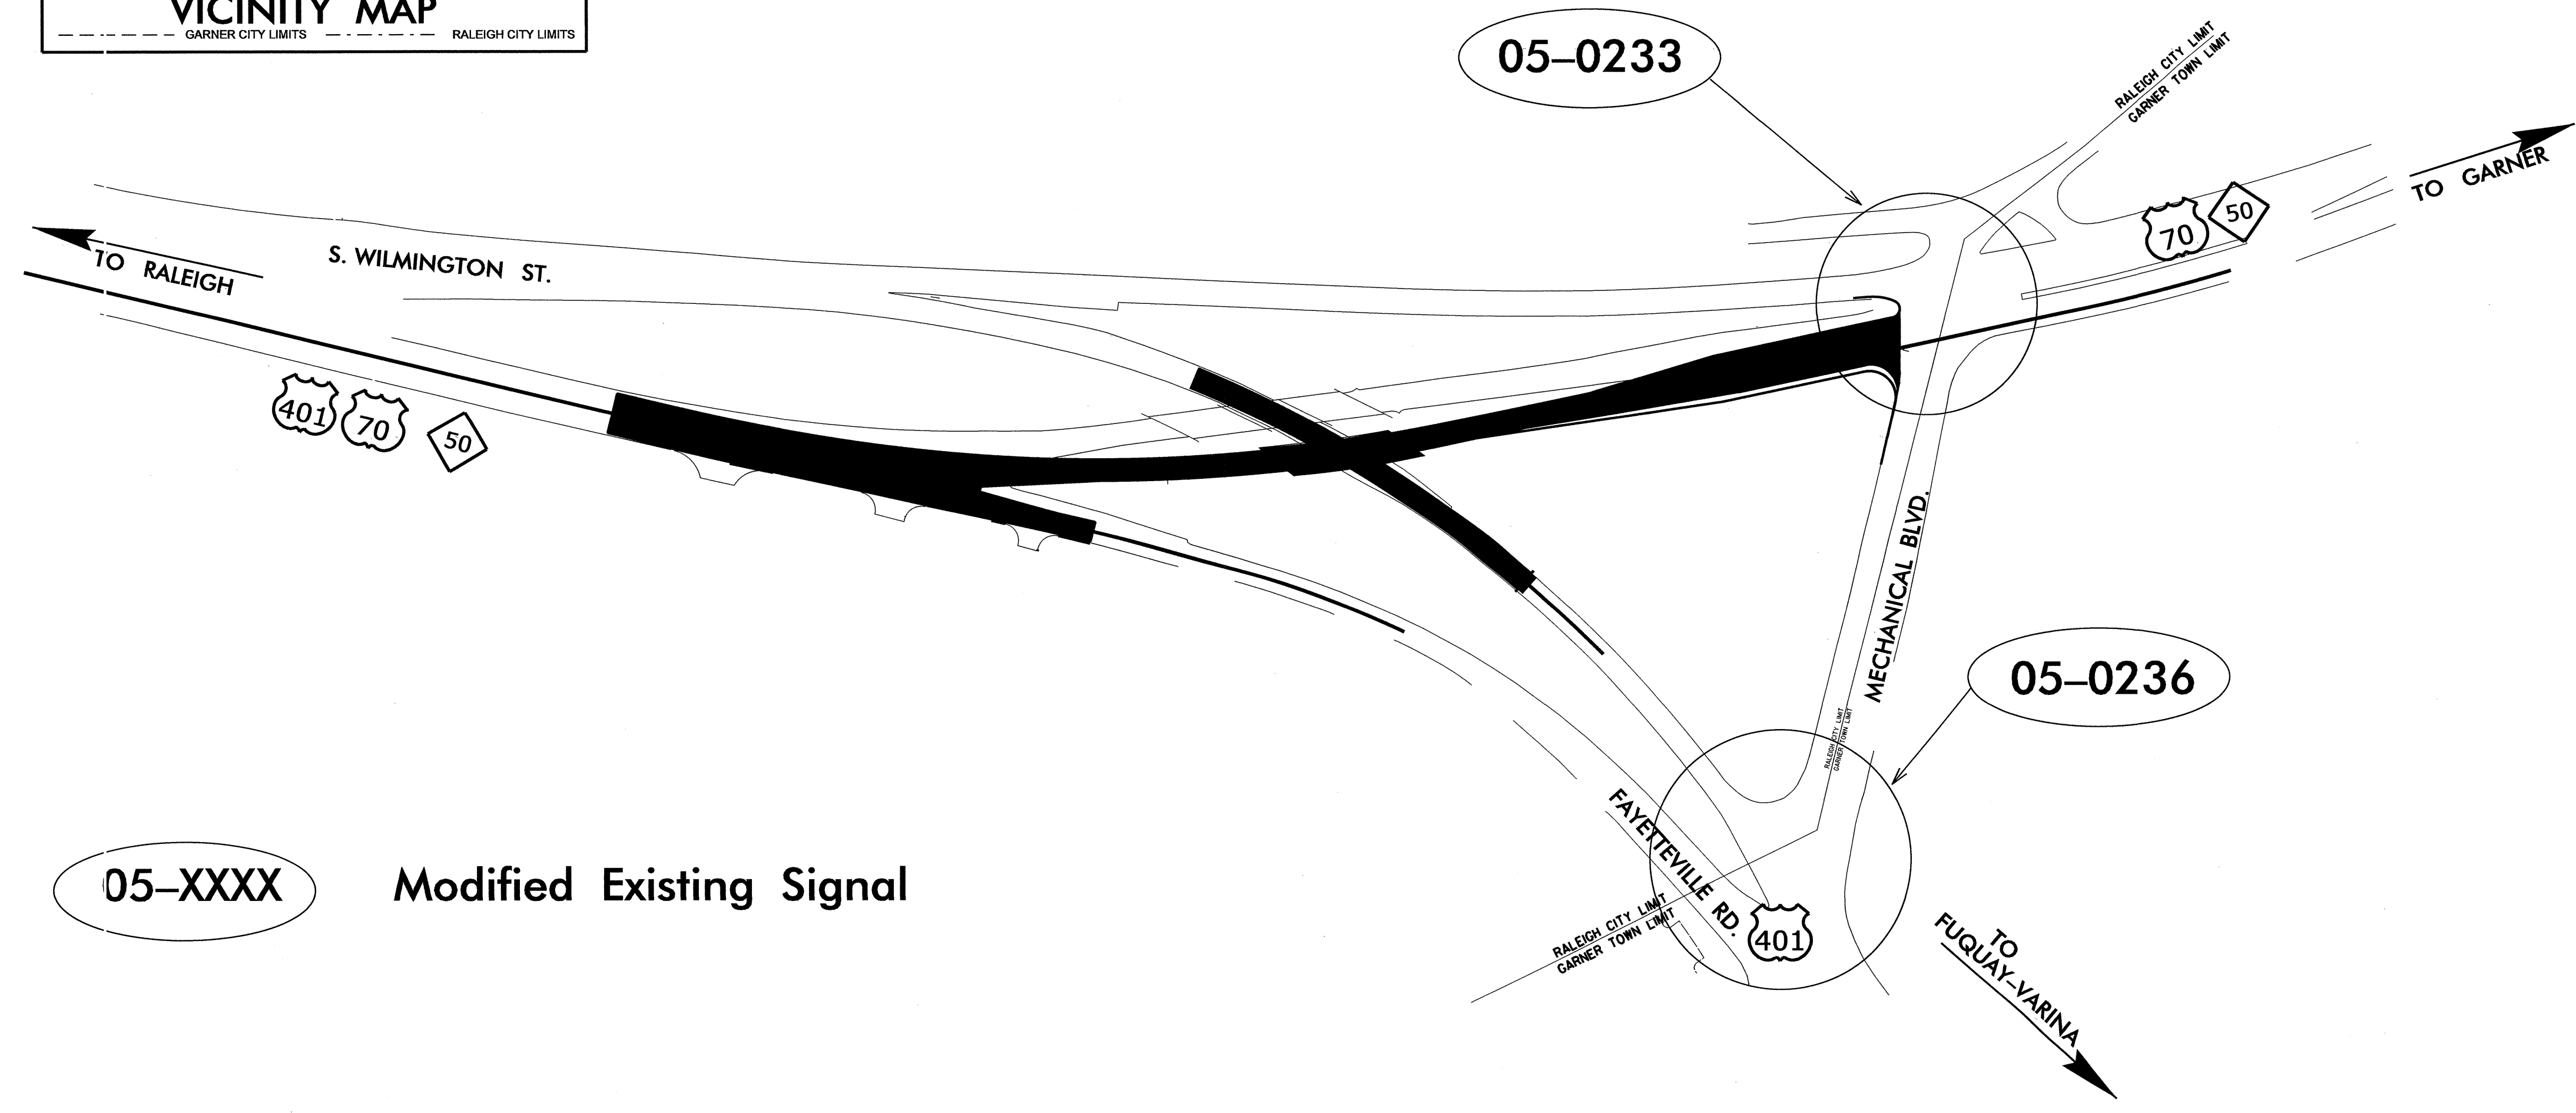 VICINITY MAP
GARNER CITY LIMITS RALEIGH CITY LIMITS
05-0233
RALEIGH CITY LIMIT
GARNER TOWN LIMIT
TO GARNER
70
50
S. WILMINGTON ST.
TO RALEIGH
401
70
50
MECHANICAL BLVD.
05-0236
RALEIGH CITY LIMIT
GARNER TOWN LIMIT
FAYETTEVILLE RD.
05-XXXX Modified Existing Signal
RALEIGH CITY LIMIT
GARNER TOWN LIMIT
401
TO
FUQUAY-VARINA